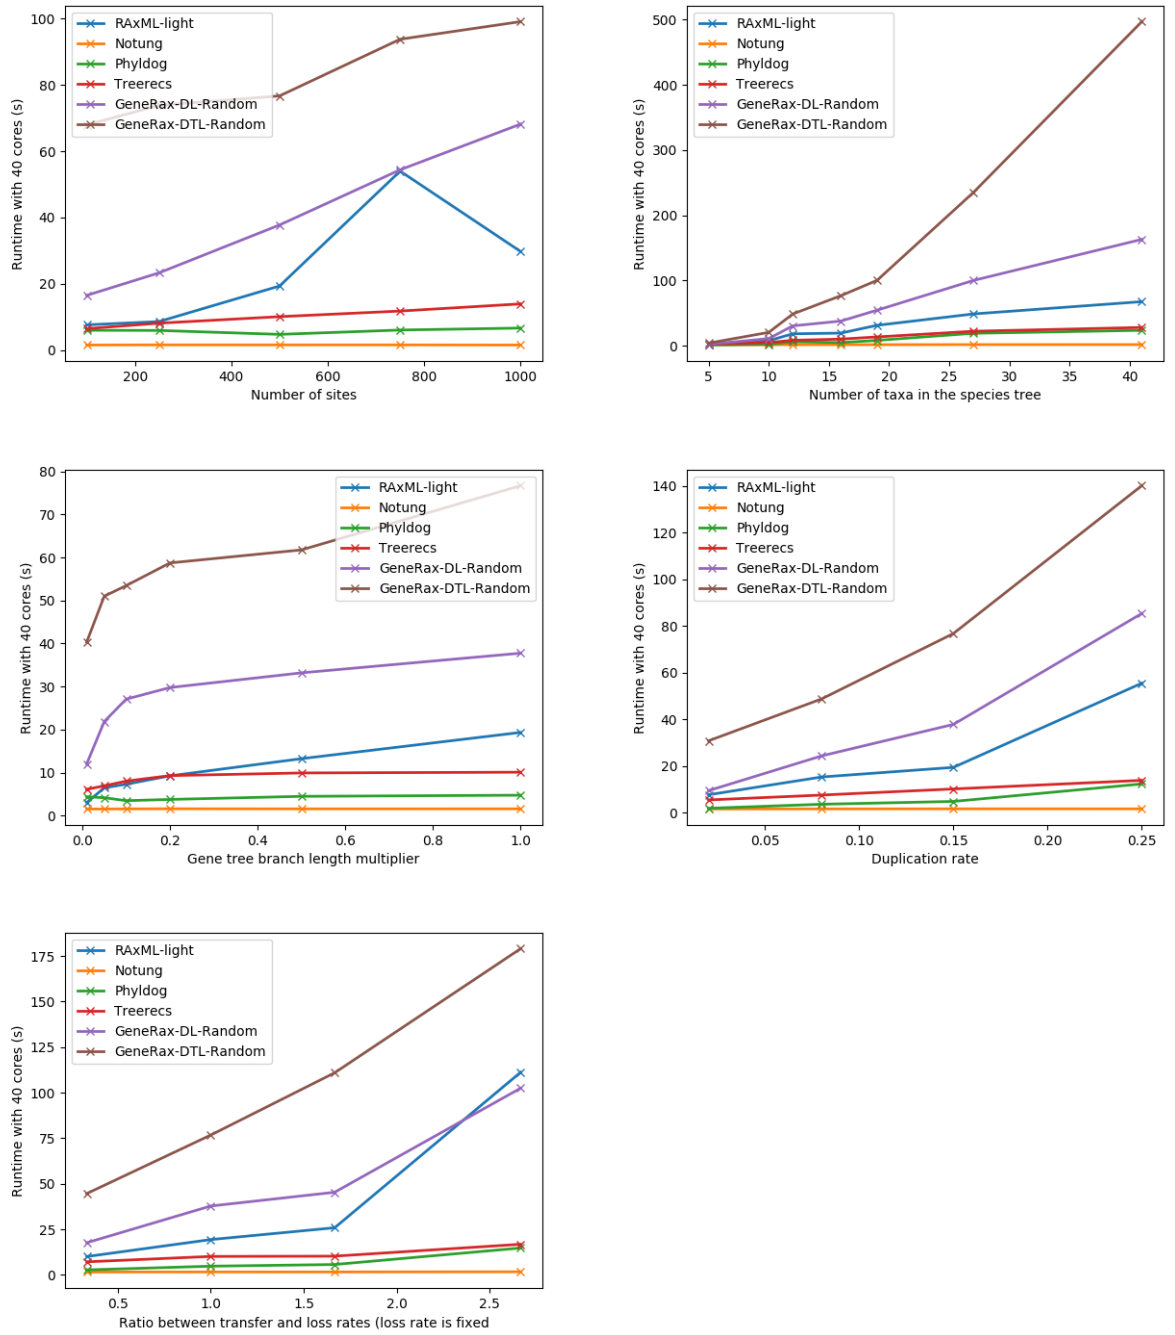 100
80
60
40
20
0
Runtime with 40 cores (s)
RAxML-light
Notung
Phyldog
Treerecs
GeneRax-DL-Random
GeneRax-DTL-Random
200
400
600
800
1000
Number of sites
500
400
300
200
100
0
Runtime with 40 cores (s)
RAxML-light
Notung
Phyldog
Treerecs
GeneRax-DL-Random
GeneRax-DTL-Random
5
10
15
20
25
30
35
40
Number of taxa in the species tree
80
70
60
50
40
30
20
10
0
Runtime with 40 cores (s)
RAxML-light
Notung
Phyldog
Treerecs
GeneRax-DL-Random
GeneRax-DTL-Random
0.0
0.2
0.4
0.6
0.8
1.0
Gene tree branch length multiplier
140
120
100
80
60
40
20
0
Runtime with 40 cores (s)
RAxML-light
Notung
Phyldog
Treerecs
GeneRax-DL-Random
GeneRax-DTL-Random
0.05
0.10
0.15
0.20
0.25
Duplication rate
175
150
125
100
75
50
25
0
Runtime with 40 cores (s)
RAxML-light
Notung
Phyldog
Treerecs
GeneRax-DL-Random
GeneRax-DTL-Random
0.5
1.0
1.5
2.0
2.5
Ratio between transfer and loss rates (loss rate is fixed